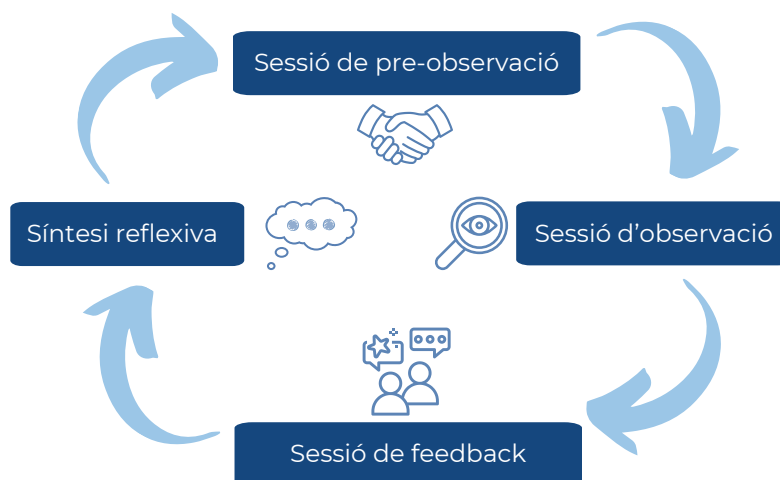 Sessió de pre-observació
Síntesi reflexiva
Sessió d’observació
Sessió de feedback